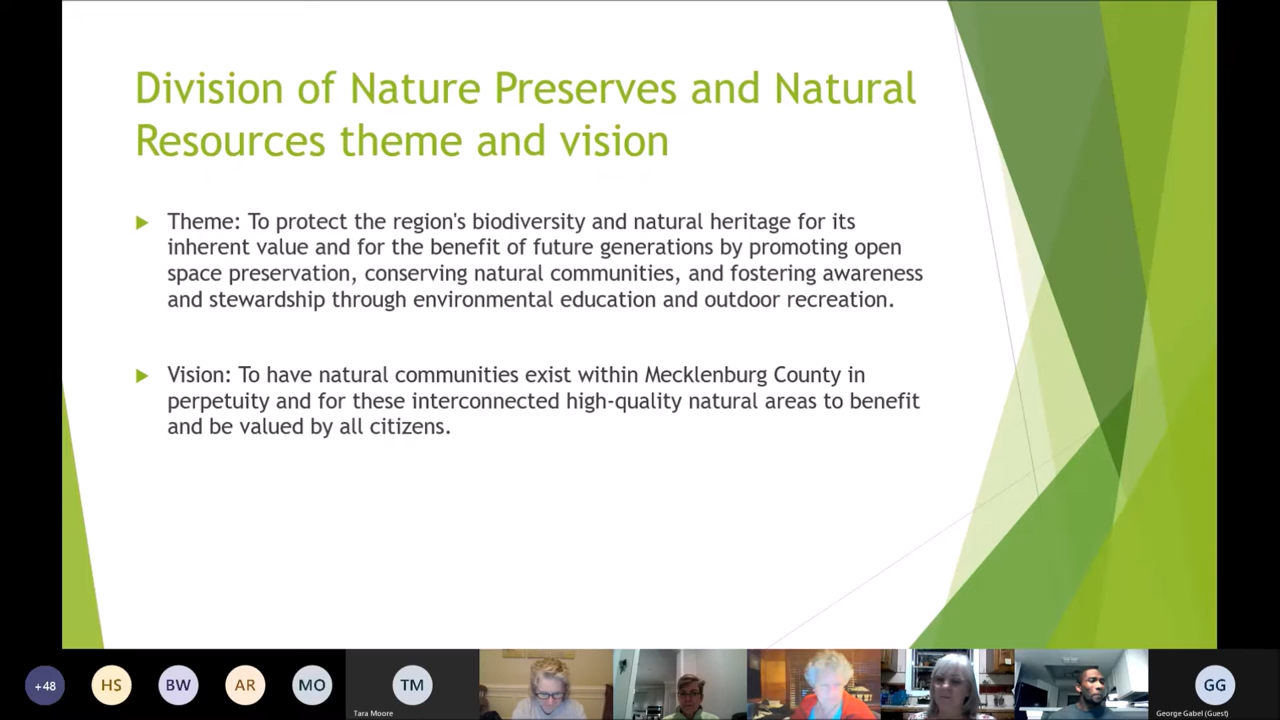 Division of Nature Preserves and Natural
Resources theme and vision
Theme: To protect the region's biodiversity and natural heritage for its
inherent value and for the benefit of future generations by promoting open
space preservation, conserving natural communities, and fostering awareness
and stewardship through environmental education and outdoor recreation.
Vision: To have natural communities exist within Mecklenburg County in
perpetuity and for these interconnected high-quality natural areas to benefit
and be valued by all citizens.
+48
HS
BW
AR
MO
TM
GG
Tara Moore
George Gabel (Guest)